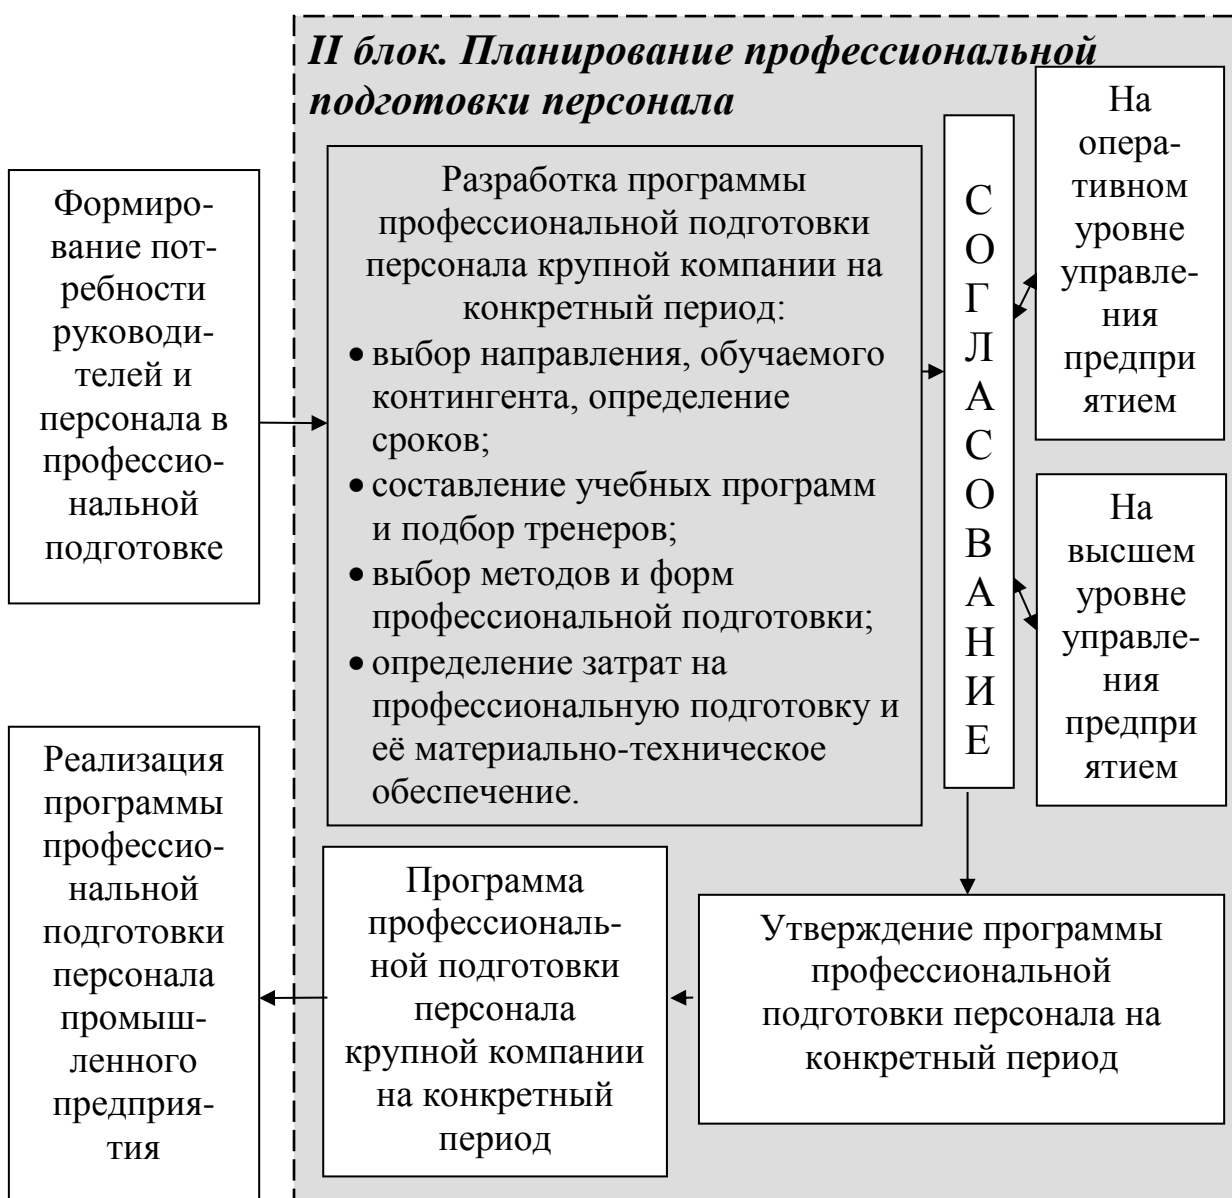 II блок. Планирование профессиональной
подготовки персонала
Формиро-
вание пот-
ребности
руководи-
телей и
персонала в
профессио-
нальной
подготовке
Разработка программы
профессиональной подготовки
персонала крупной компании на
конкретный период:
• выбор направления, обучаемого
контингента, определение
сроков;
• составление учебных программ
и подбор тренеров;
• выбор методов и форм
профессиональной подготовки;
• определение затрат на
профессиональную подготовку и
её материально-техническое
обеспечение.
С
О
Г
Л
А
С
О
В
А
Н
И
Е
На
опера-
тивном
уровне
управле-
ния
предпри
ятием
На
высшем
уровне
управле-
ния
предпри
ятием
Утверждение программы
профессиональной
подготовки персонала на
конкретный период
Программа
профессиональ-
ной подготовки
персонала
крупной компании
на конкретный
период
Реализация
программы
профессио-
нальной
подготовки
персонала
промыш-
ленного
предприя-
тия